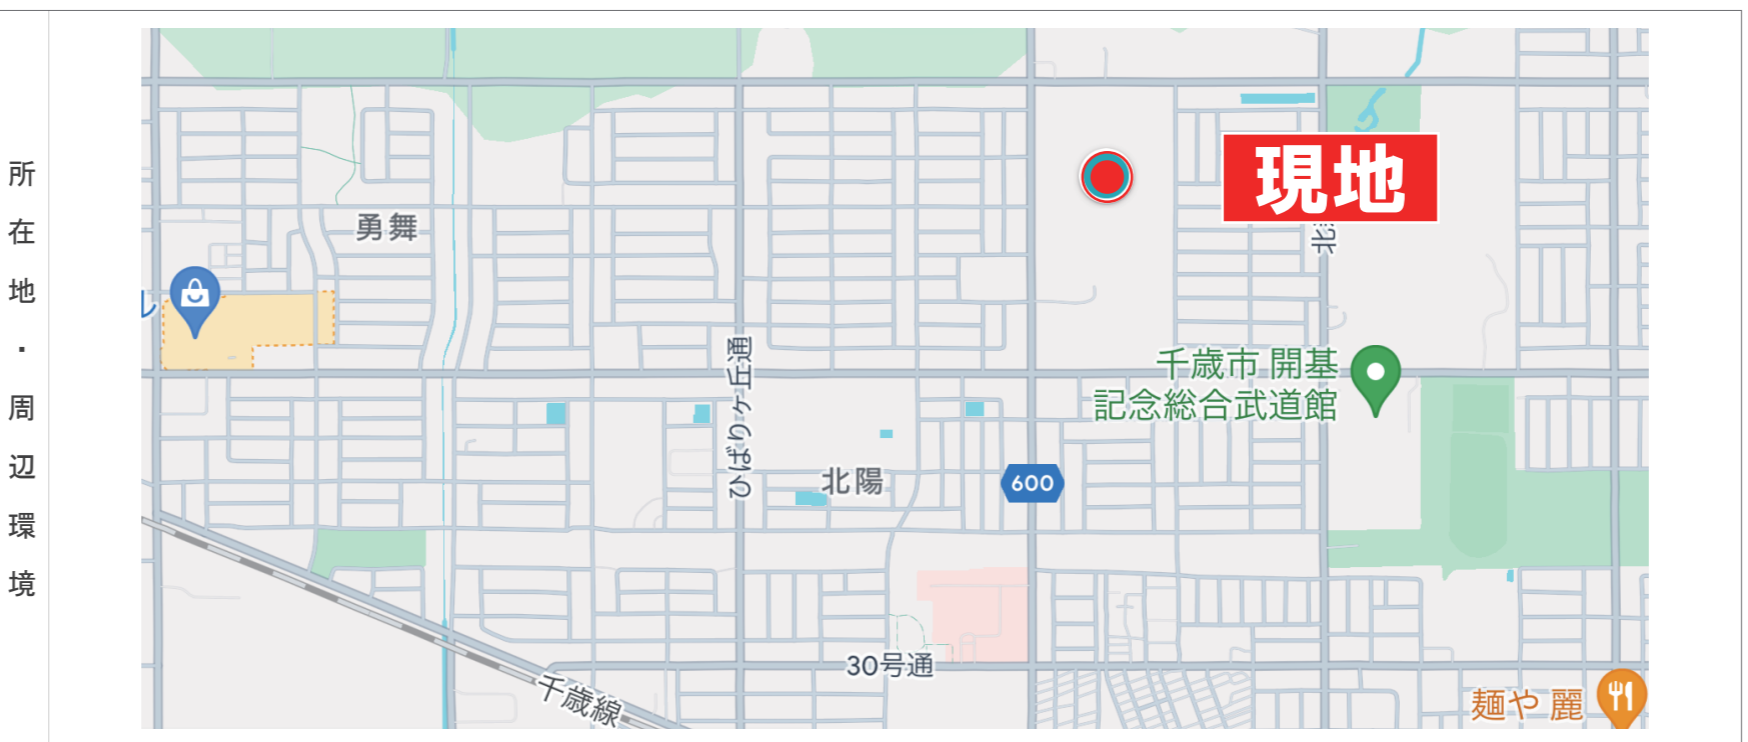 所在地・周辺環境
現地
勇舞
ル
北
千歳市 開基
記念総合武道館
ひばりヶ丘通
北陽
600
30号通
千歳線
麺や 麗